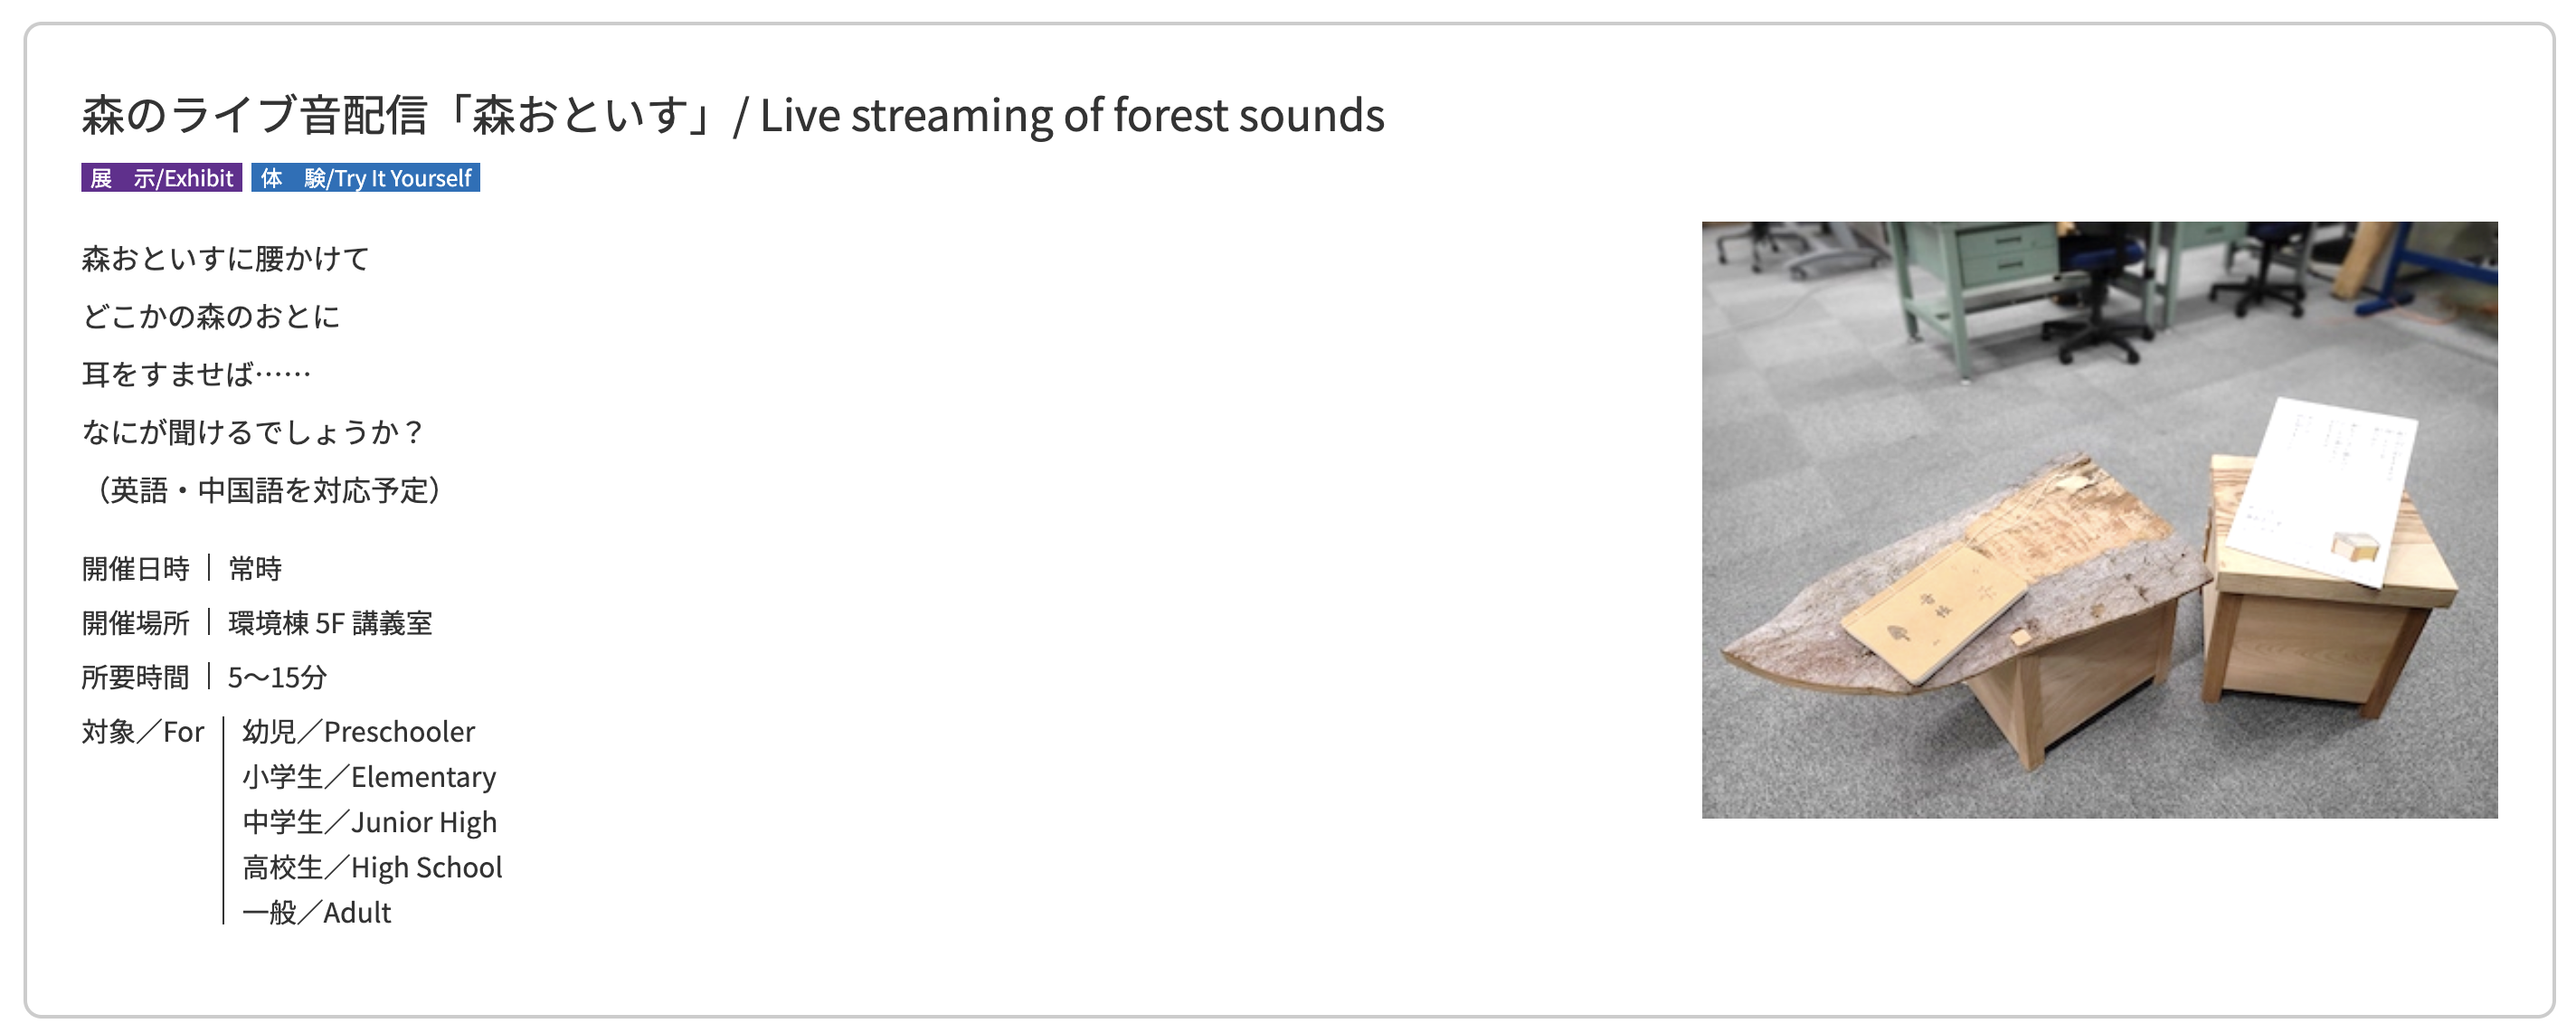 森のライブ音配信「森おといす」/ Live streaming of forest sounds
展　示/Exhibit 体　験/Try It Yourself
森おといすに腰かけて
どこかの森のおとに
耳をすませば……
なにが聞けるでしょうか？
（英語・中国語を対応予定）
開催日時｜常時
開催場所｜環境棟 5F 講義室
所要時間｜5〜15分
対象／For｜幼児／Preschooler
小学生／Elementary
中学生／Junior High
高校生／High School
一般／Adult